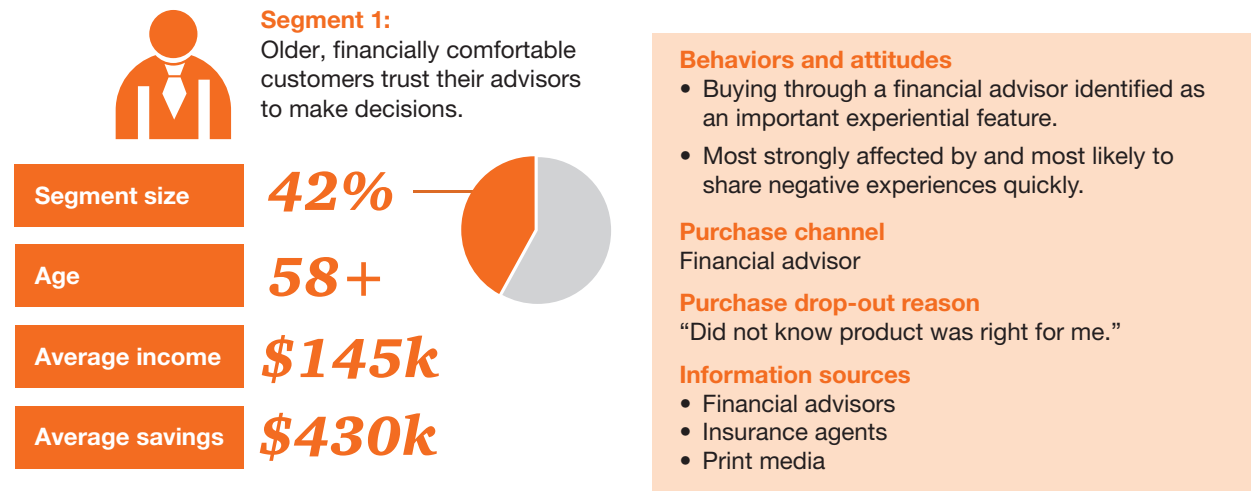 Segment 1:
Older, financially comfortable
customers trust their advisors
to make decisions.
Segment size
42%
Age
58+
Average income
$145k
Average savings
$430k
Behaviors and attitudes
• Buying through a financial advisor identified as
an important experiential feature.
• Most strongly affected by and most likely to
share negative experiences quickly.
Purchase channel
Financial advisor
Purchase drop-out reason
“Did not know product was right for me.”
Information sources
• Financial advisors
• Insurance agents
• Print media